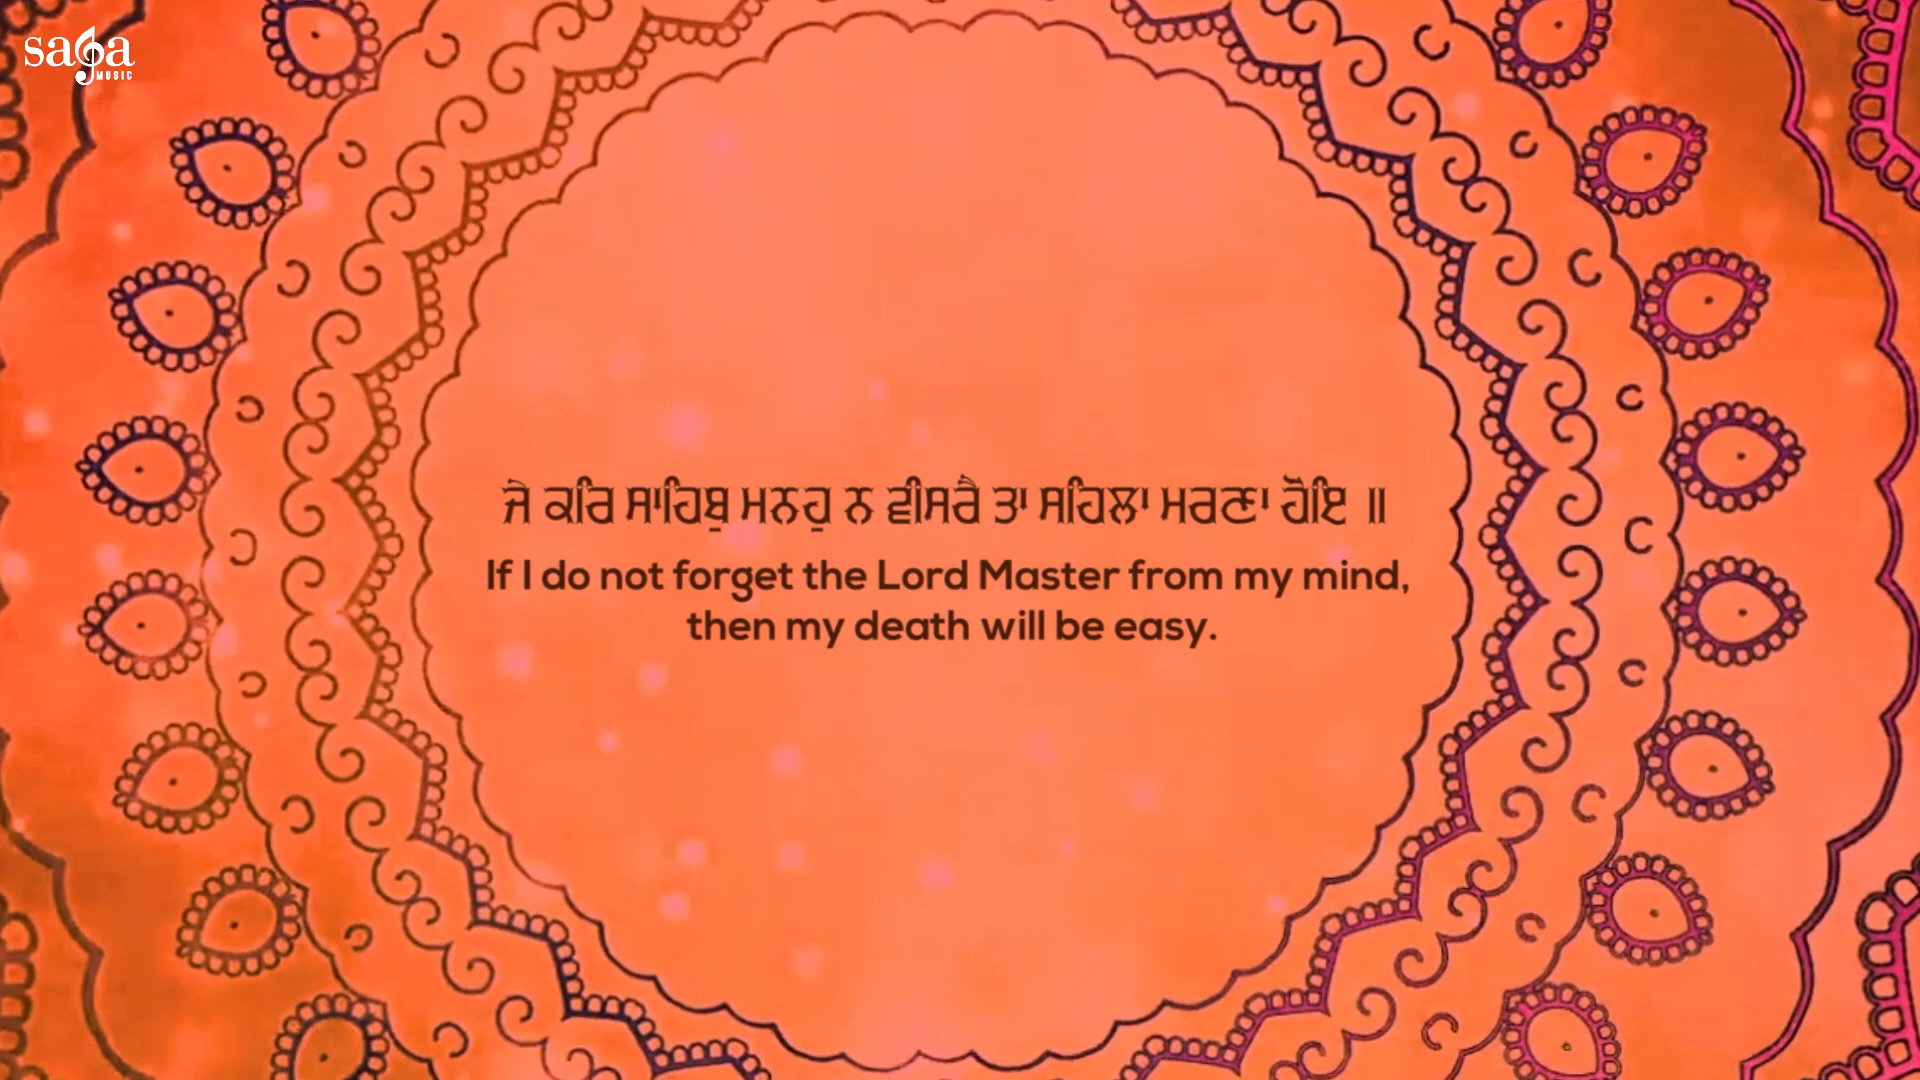 saga
MUSIC
ਜੇ ਕਰਿ ਸਾਹਿਬੁ ਮਨਹੁ ਨ ਵੀਸਰੈ ਤਾ ਸਹਿਲਾ ਮਰਣਾ ਹੋਇ ॥
If I do not forget the Lord Master from my mind,
then my death will be easy.